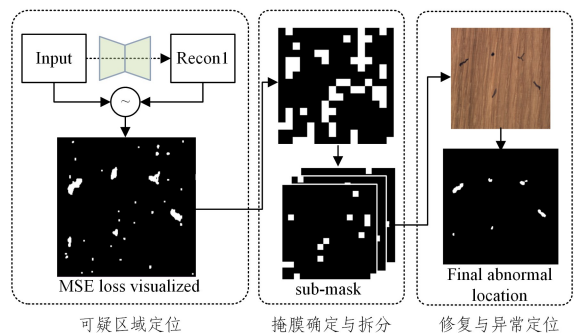 Input
Recon1
~
MSE loss visualized
可疑区域定位
sub-mask
掩膜确定与拆分
Final abnormal
location
修复与异常定位